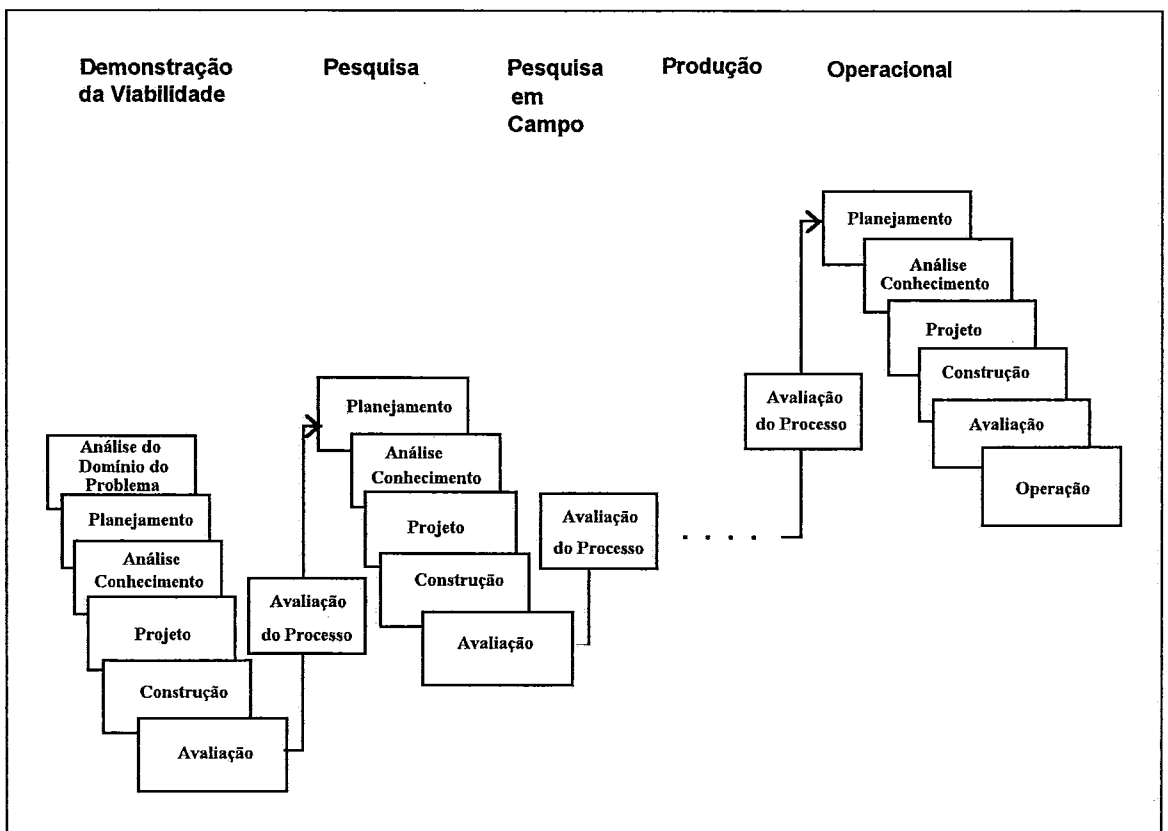 Demonstração
da Viabilidade
Pesquisa
Pesquisa
em
Campo
Produção
Operacional
Análise do
Domínio do
Problema
Planejamento
Análise
Conhecimento
Projeto
Construção
Avaliação
Avaliação
do Processo
Planejamento
Análise
Conhecimento
Projeto
Construção
Avaliação
Avaliação
do Processo
. . . .
Avaliação
do Processo
Planejamento
Análise
Conhecimento
Projeto
Construção
Avaliação
Operação